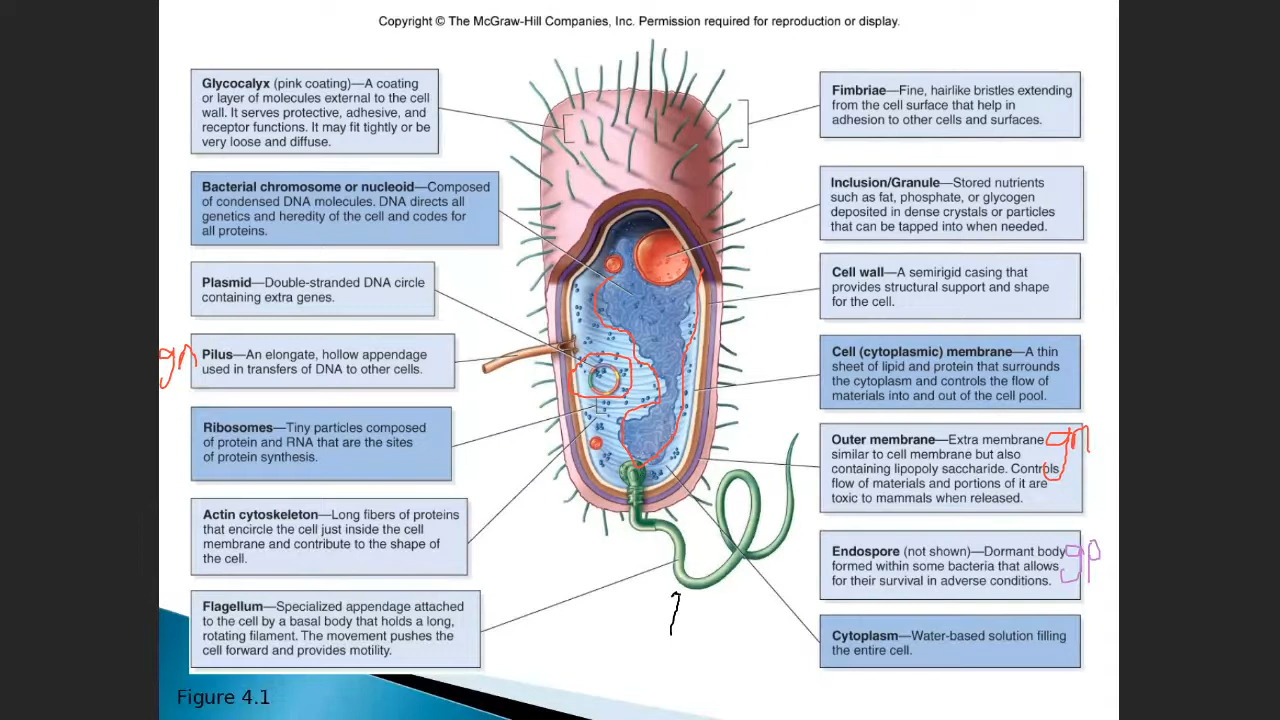 Copyright © The McGraw-Hill Companies, Inc. Permission required for reproduction or display.
Glycocalyx (pink coating)—A coating
or layer of molecules external to the cell
wall. It serves protective, adhesive, and
receptor functions. It may fit tightly or be
very loose and diffuse.
Bacterial chromosome or nucleoid—Composed
of condensed DNA molecules. DNA directs all
genetics and heredity of the cell and codes for
all proteins.
Plasmid—Double-stranded DNA circle
containing extra genes.
gn
Pilus—An elongate, hollow appendage
used in transfers of DNA to other cells.
Ribosomes—Tiny particles composed
of protein and RNA that are the sites
of protein synthesis.
Actin cytoskeleton—Long fibers of proteins
that encircle the cell just inside the cell
membrane and contribute to the shape of
the cell.
Flagellum—Specialized appendage attached
to the cell by a basal body that holds a long,
rotating filament. The movement pushes the
cell forward and provides motility.
Fimbriae—Fine, hairlike bristles extending
from the cell surface that help in
adhesion to other cells and surfaces.
Inclusion/Granule—Stored nutrients
such as fat, phosphate, or glycogen
deposited in dense crystals or particles
that can be tapped into when needed.
Cell wall—A semirigid casing that
provides structural support and shape
for the cell.
Cell (cytoplasmic) membrane—A thin
sheet of lipid and protein that surrounds
the cytoplasm and controls the flow of
materials into and out of the cell pool.
Outer membrane—Extra membrane
similar to cell membrane but also
containing lipopoly saccharide. Controls
flow of materials and portions of it are
toxic to mammals when released.
gn
Endospore (not shown)—Dormant body
formed within some bacteria that allows
for their survival in adverse conditions.
gp
Cytoplasm—Water-based solution filling
the entire cell.
Figure 4.1